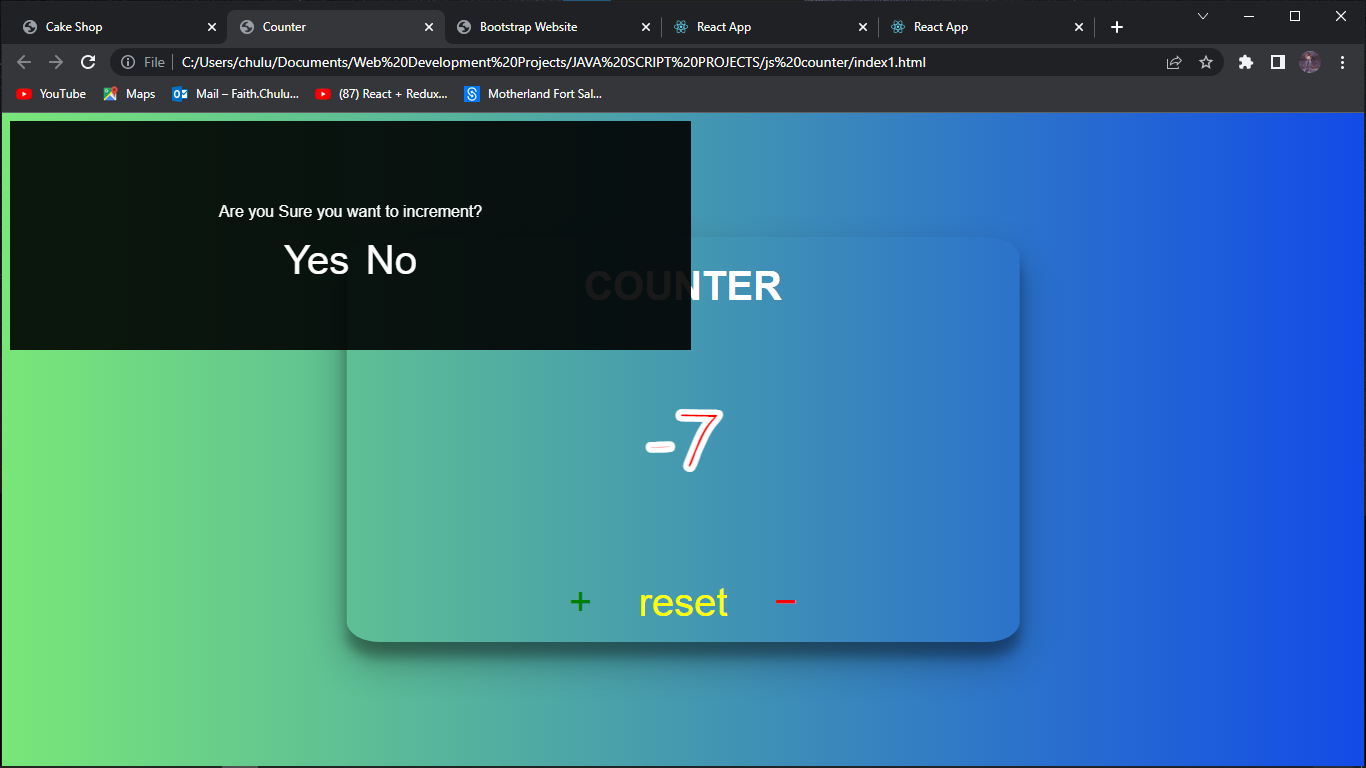 Cake Shop
Counter
Bootstrap Website
React App
React App
File
C:/Users/chulu/Documents/Web%20Development%20Projects/JAVA%20SCRIPT%20PROJECTS/js%20counter/index1.html
YouTube
Maps
Mail – Faith.Chulu...
(87) React + Redux...
Motherland Fort Sal...
Are you Sure you want to increment?
Yes No
COUNTER
-7
+ reset −